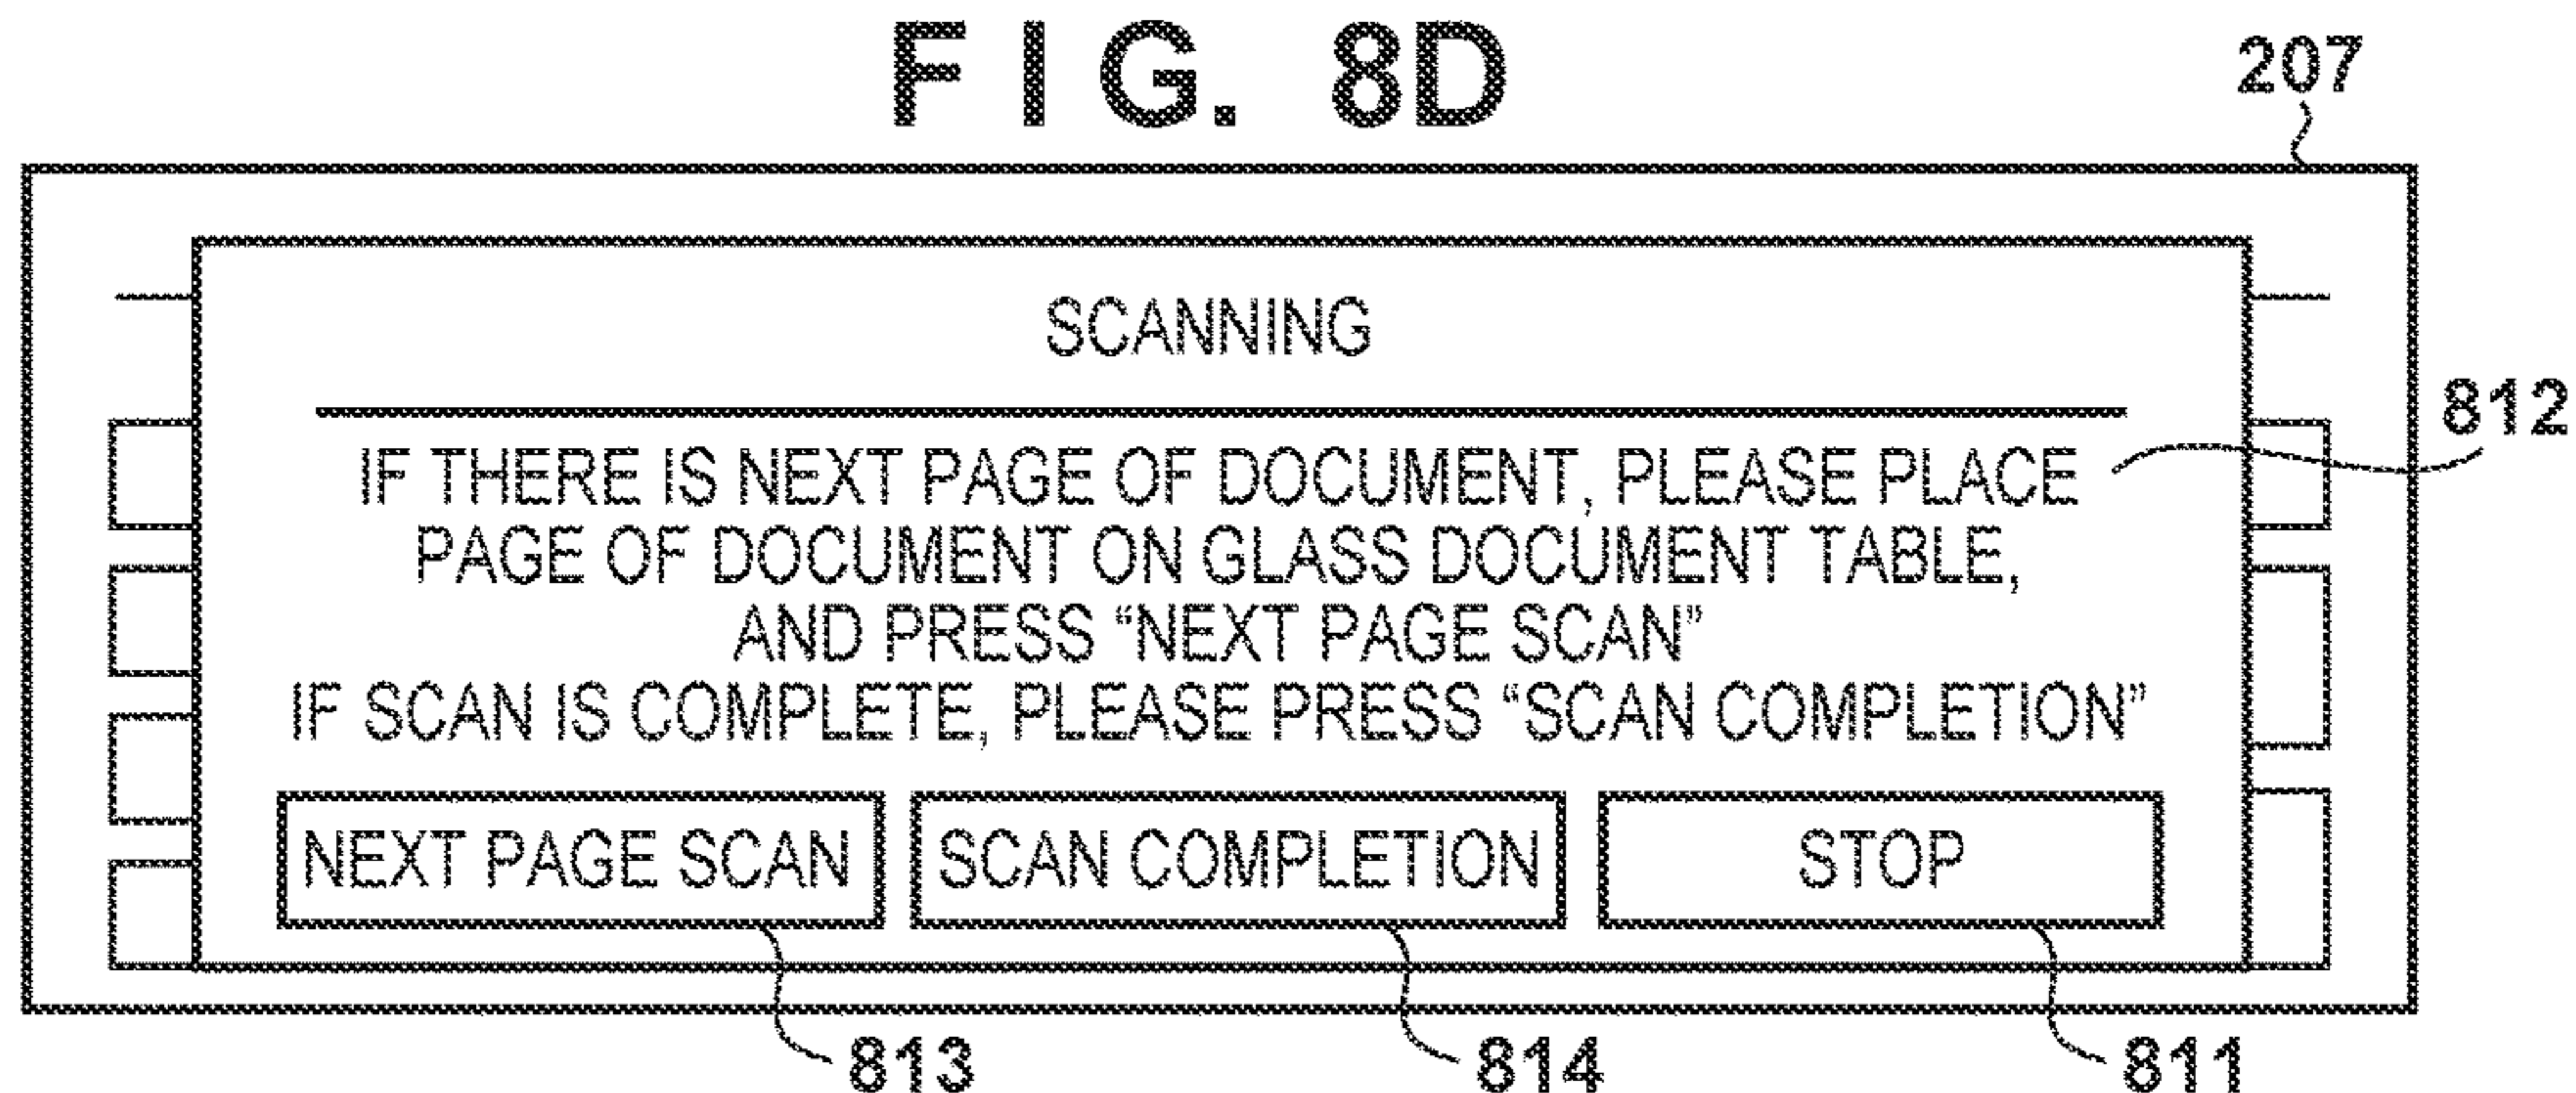 FIG. 8D
207
SCANNING
812
IF THERE IS NEXT PAGE OF DOCUMENT, PLEASE PLACE
PAGE OF DOCUMENT ON GLASS DOCUMENT TABLE,
AND PRESS “NEXT PAGE SCAN”
IF SCAN IS COMPLETE, PLEASE PRESS “SCAN COMPLETION”
NEXT PAGE SCAN
SCAN COMPLETION
STOP
813
814
811